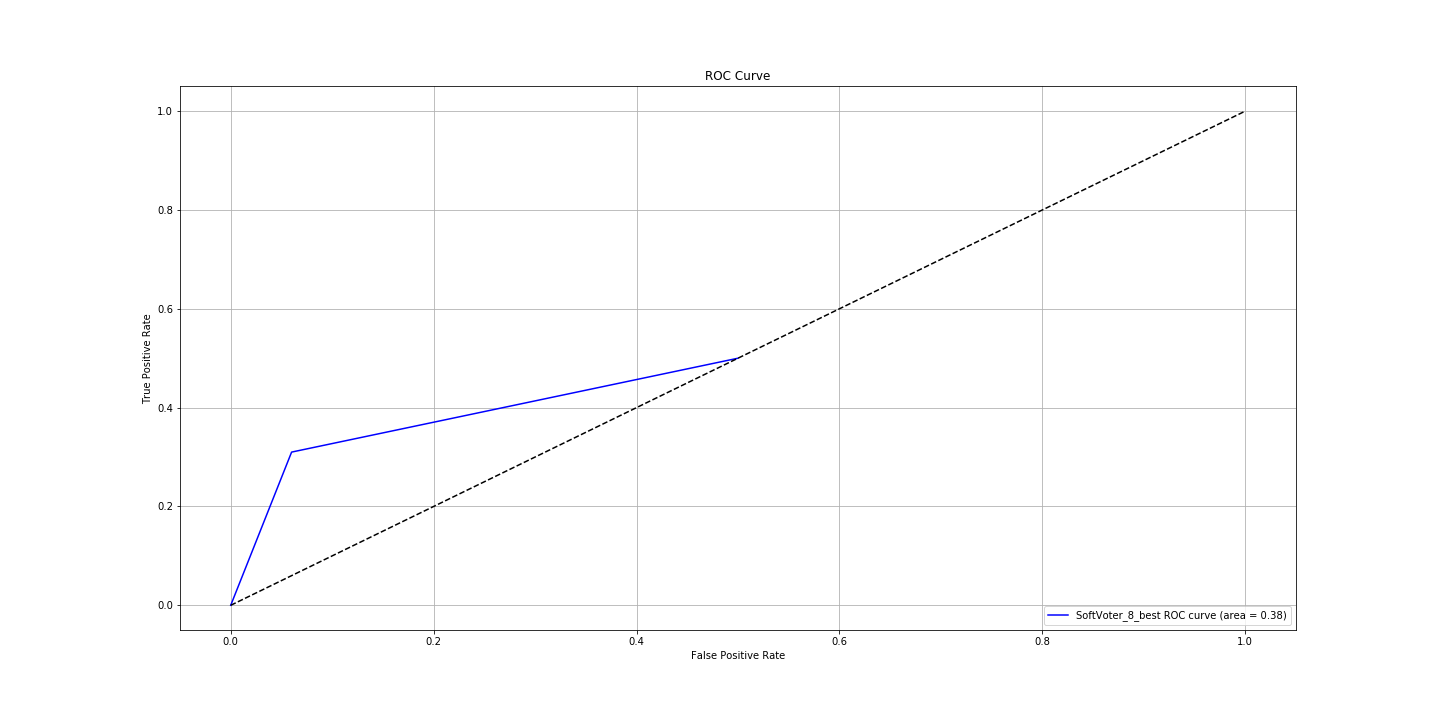 ROC Curve
1.0
0.8
0.6
0.4
0.2
0.0
True Positive Rate
0.0 0.2 0.4 0.6 0.8 1.0
False Positive Rate
SoftVoter_8_best ROC curve (area = 0.38)